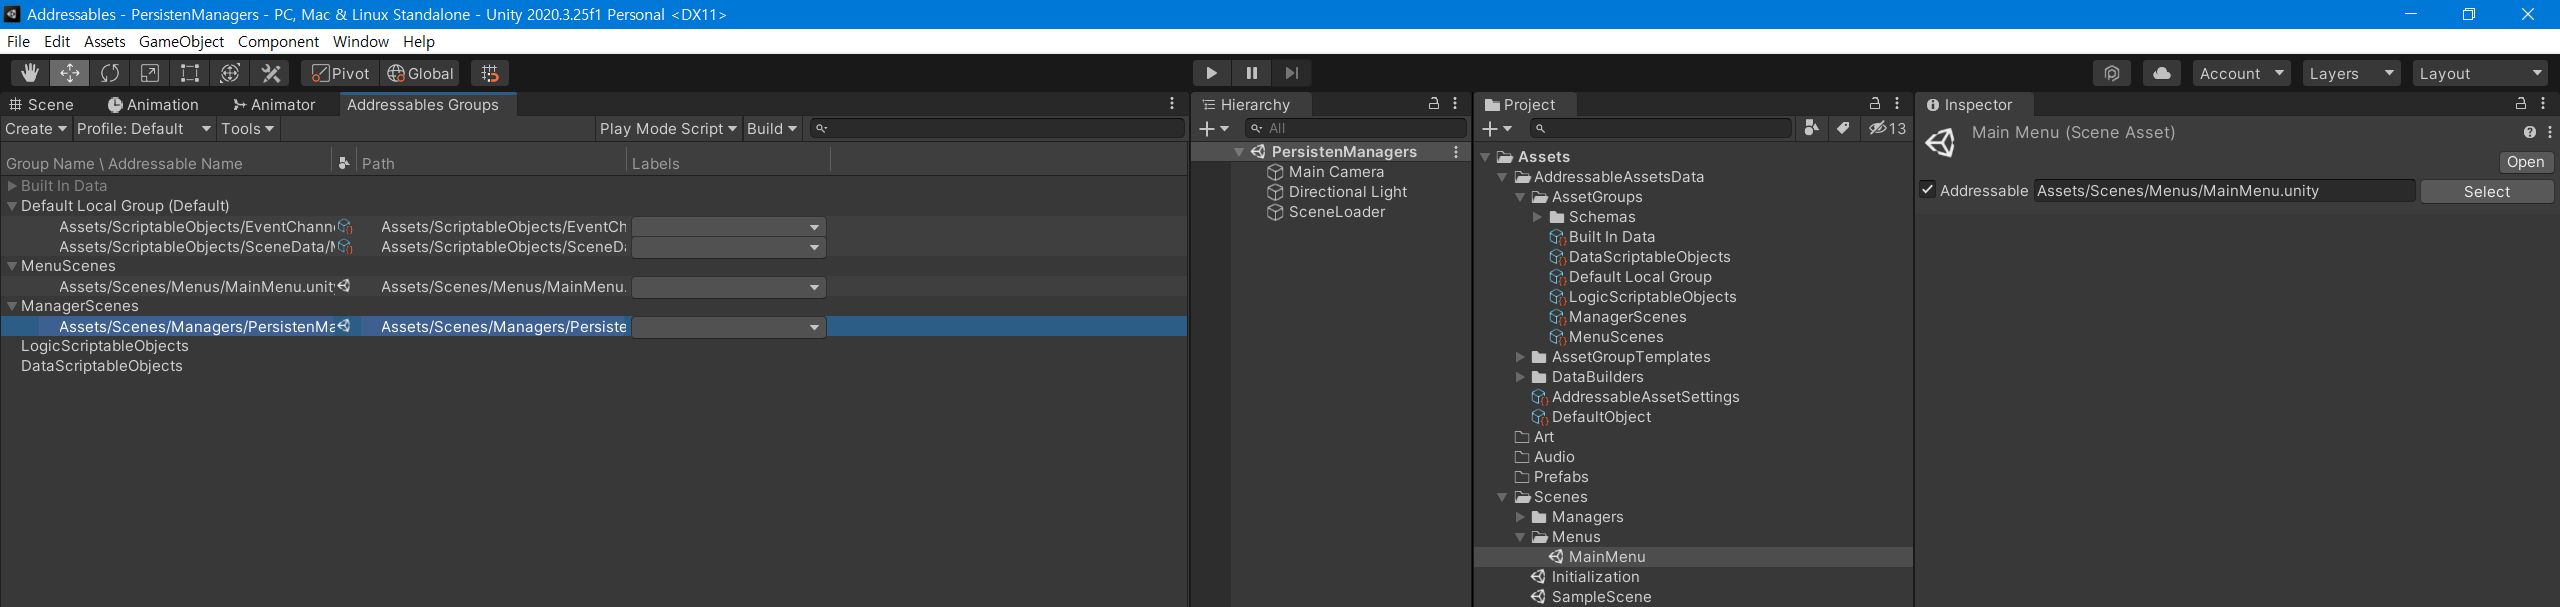 Addressables - PersistenManagers - PC, Mac & Linux Standalone - Unity 2020.3.25f1 Personal <DX11>
File Edit Assets GameObject Component Window Help
Pivot Global Account Layers Layout
Scene Animation Animator Addressables Groups
Create Profile: Default Tools Play Mode Script Build
Group Name \ Addressable Name Path Labels
Built In Data
Default Local Group (Default)
Assets/ScriptableObjects/EventChann Assets/ScriptableObjects/EventCh
Assets/ScriptableObjects/SceneData/M Assets/ScriptableObjects/SceneDa
MenuScenes
Assets/Scenes/Menus/MainMenu.unit Assets/Scenes/Menus/MainMenu.
ManagerScenes
Assets/Scenes/Managers/PersistenMa Assets/Scenes/Managers/Persiste
LogicScriptableObjects
DataScriptableObjects
Hierarchy
All
PersistenManagers
Main Camera
Directional Light
SceneLoader
Project
13
Assets
AddressableAssetsData
AssetGroups
Schemas
Built In Data
DataScriptableObjects
Default Local Group
LogicScriptableObjects
ManagerScenes
MenuScenes
AssetGroupTemplates
DataBuilders
AddressableAssetSettings
DefaultObject
Art
Audio
Prefabs
Scenes
Managers
Menus
MainMenu
Initialization
SampleScene
Inspector
Main Menu (Scene Asset)
Open
Addressable Assets/Scenes/Menus/MainMenu.unity Select